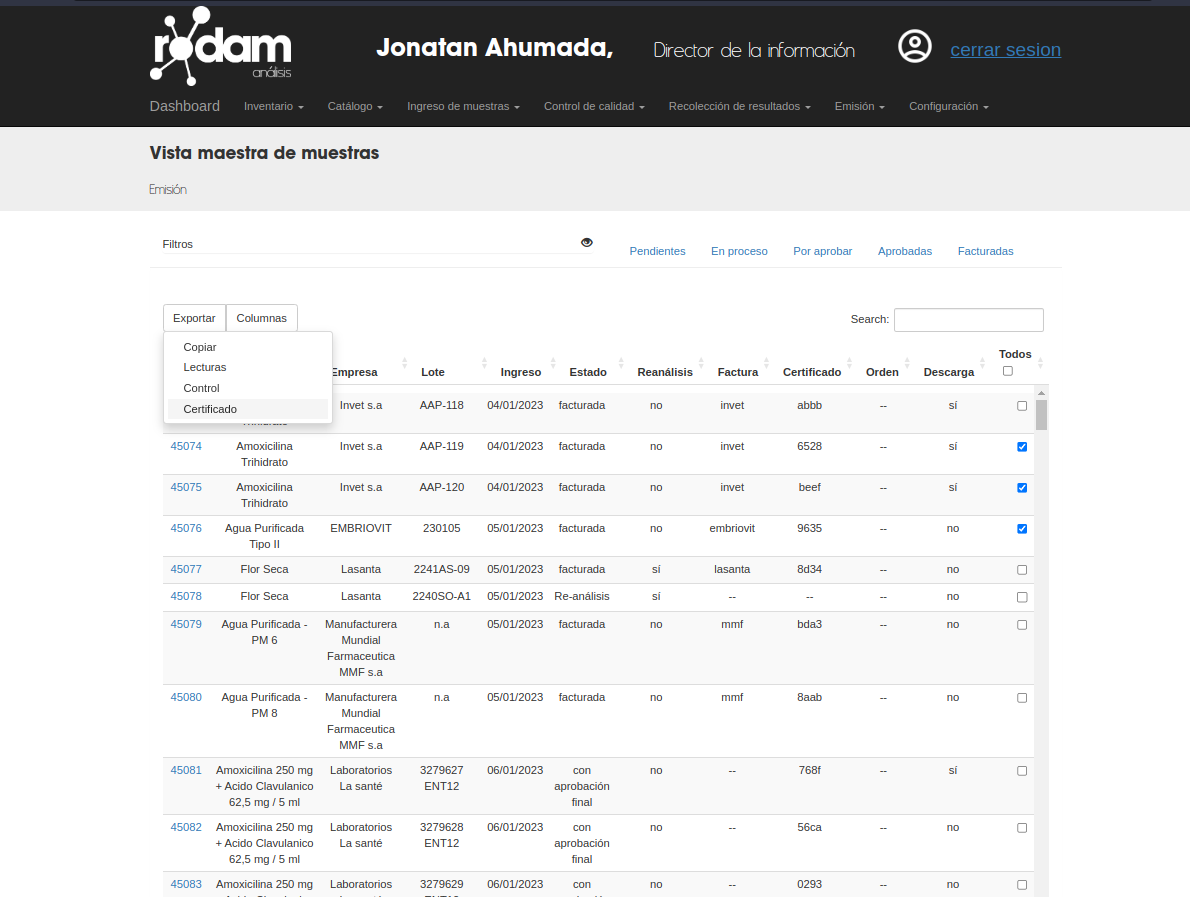 rodam
análisis
Jonatan Ahumada,
Director de la información
cerrar sesion
Dashboard Inventario Catálogo Ingreso de muestras Control de calidad Recolección de resultados Emisión Configuración
Vista maestra de muestras
Emisión
Filtros
Pendientes En proceso Por aprobar Aprobadas Facturadas
Exportar Columnas
Search:
Copiar
Lecturas
Control
Certificado
Todos
Empresa Lote Ingreso Estado Reanálisis Factura Certificado Orden Descarga
Invet s.a AAP-118 04/01/2023 facturada no invet abbb -- sí
Trihidrato
45074 Amoxicilina Invet s.a AAP-119 04/01/2023 facturada no invet 6528 -- sí
Trihidrato
45075 Amoxicilina Invet s.a AAP-120 04/01/2023 facturada no invet beef -- sí
Trihidrato
45076 Agua Purificada EMBRIOVIT 230105 05/01/2023 facturada no embriovit 9635 -- no
Tipo II
45077 Flor Seca Lasanta 2241AS-09 05/01/2023 facturada sí lasanta 8d34 -- no
45078 Flor Seca Lasanta 2240SO-A1 05/01/2023 Re-análisis sí -- -- -- no
45079 Agua Purificada - Manufacturera n.a 05/01/2023 facturada no mmf bda3 -- no
PM 6 Mundial
Farmaceutica
MMF s.a
45080 Agua Purificada - Manufacturera n.a 05/01/2023 facturada no mmf 8aab -- no
PM 8 Mundial
Farmaceutica
MMF s.a
45081 Amoxicilina 250 mg Laboratorios 3279627 06/01/2023 con no -- 768f -- sí
+ Acido Clavulanico La santé ENT12 aprobación
62,5 mg / 5 ml final
45082 Amoxicilina 250 mg Laboratorios 3279628 06/01/2023 con no -- 56ca -- no
+ Acido Clavulanico La santé ENT12 aprobación
62,5 mg / 5 ml final
45083 Amoxicilina 250 mg Laboratorios 3279629 06/01/2023 con no -- 0293 -- no